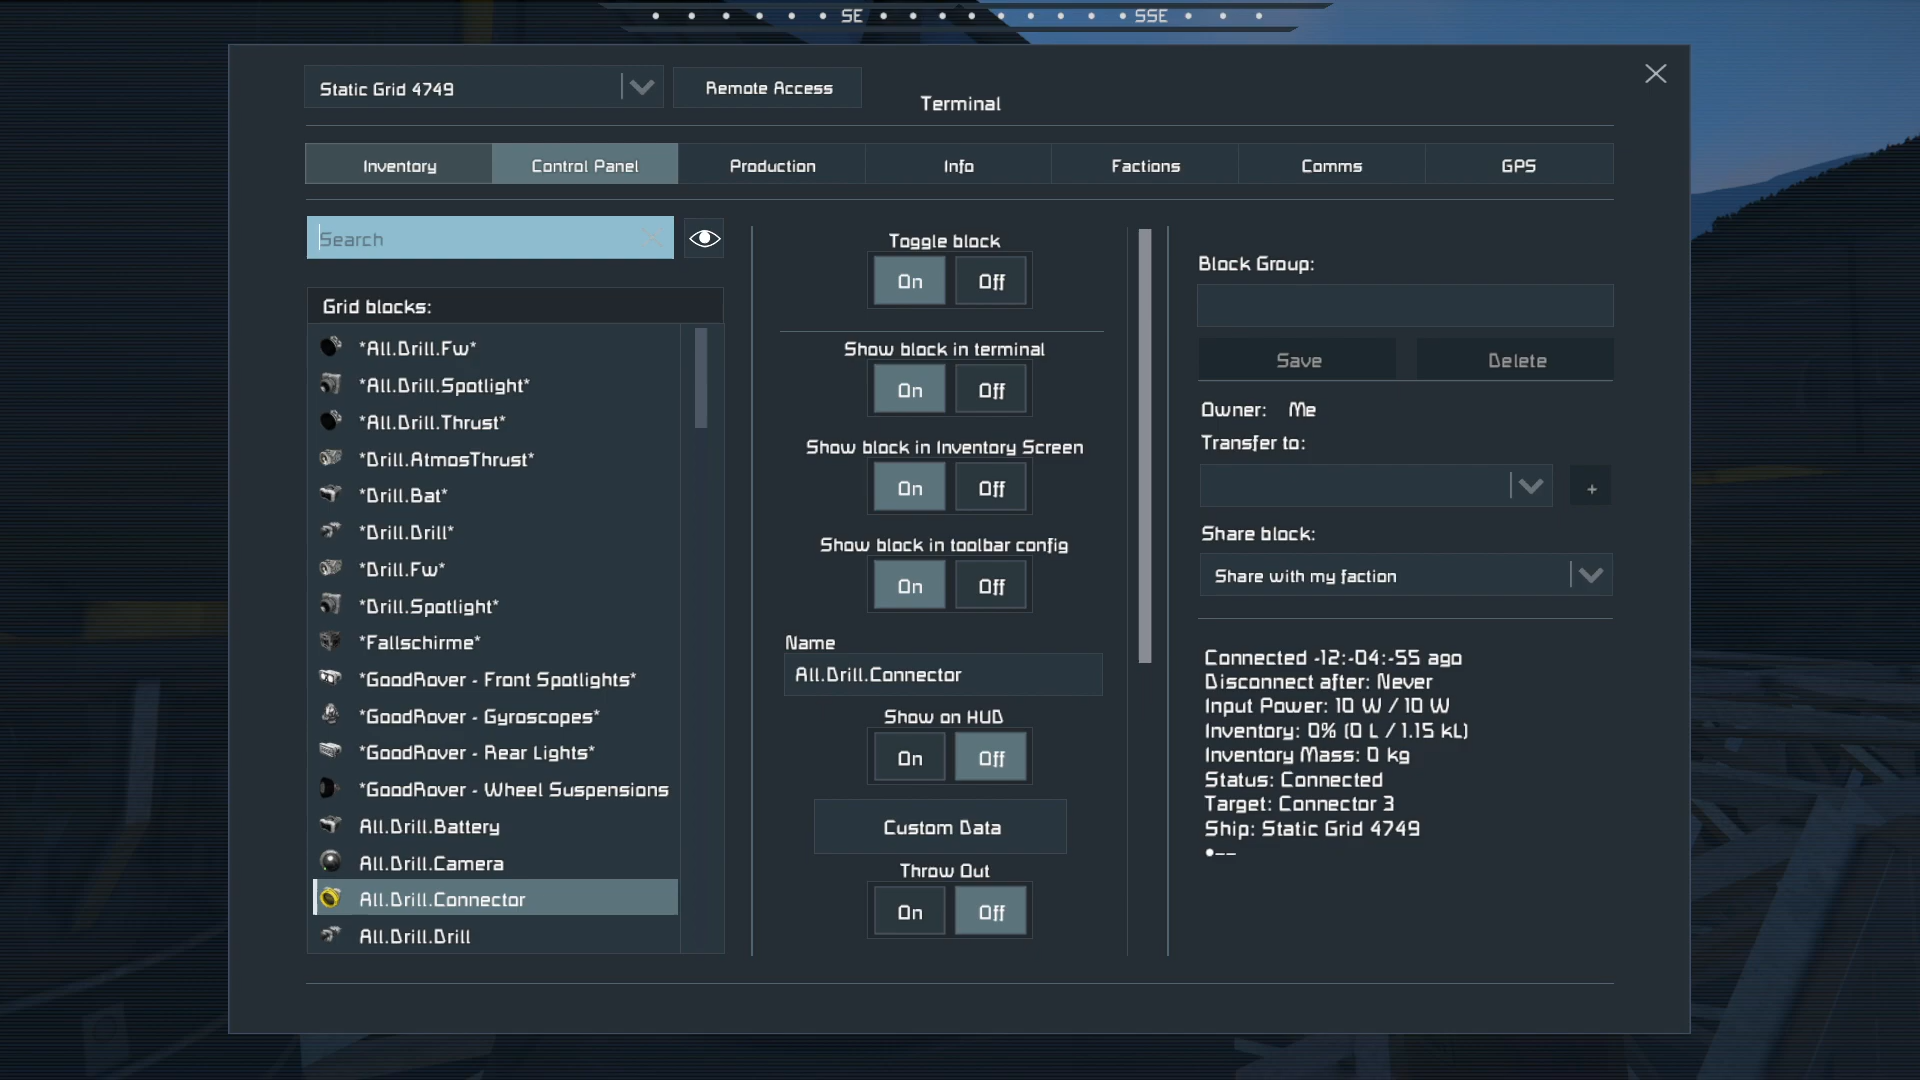 SE
SSE
Static Grid 4749
Remote Access
Terminal
Inventory
Control Panel
Production
Info
Factions
Comms
GPS
Search
Grid blocks:
*All.Drill.Fw*
*All.Drill.Spotlight*
*All.Drill.Thrust*
*Drill.AtmosThrust*
*Drill.Bat*
*Drill.Drill*
*Drill.Fw*
*Drill.Spotlight*
*Fallschirme*
*GoodRover - Front Spotlights*
*GoodRover - Gyroscopes*
*GoodRover - Rear Lights*
*GoodRover - Wheel Suspensions
All.Drill.Battery
All.Drill.Camera
All.Drill.Connector
All.Drill.Drill
Toggle block
On Off
Show block in terminal
On Off
Show block in Inventory Screen
On Off
Show block in toolbar config
On Off
Name
All.Drill.Connector
Show on HUD
On Off
Custom Data
Throw Out
On Off
Block Group:
Save Delete
Owner: Me
Transfer to:
+
Share block:
Share with my faction
Connected -12:-04:-55 ago
Disconnect after: Never
Input Power: 10 W / 10 W
Inventory: 0% (0 L / 1.15 kL)
Inventory Mass: 0 kg
Status: Connected
Target: Connector 3
Ship: Static Grid 4749
•--